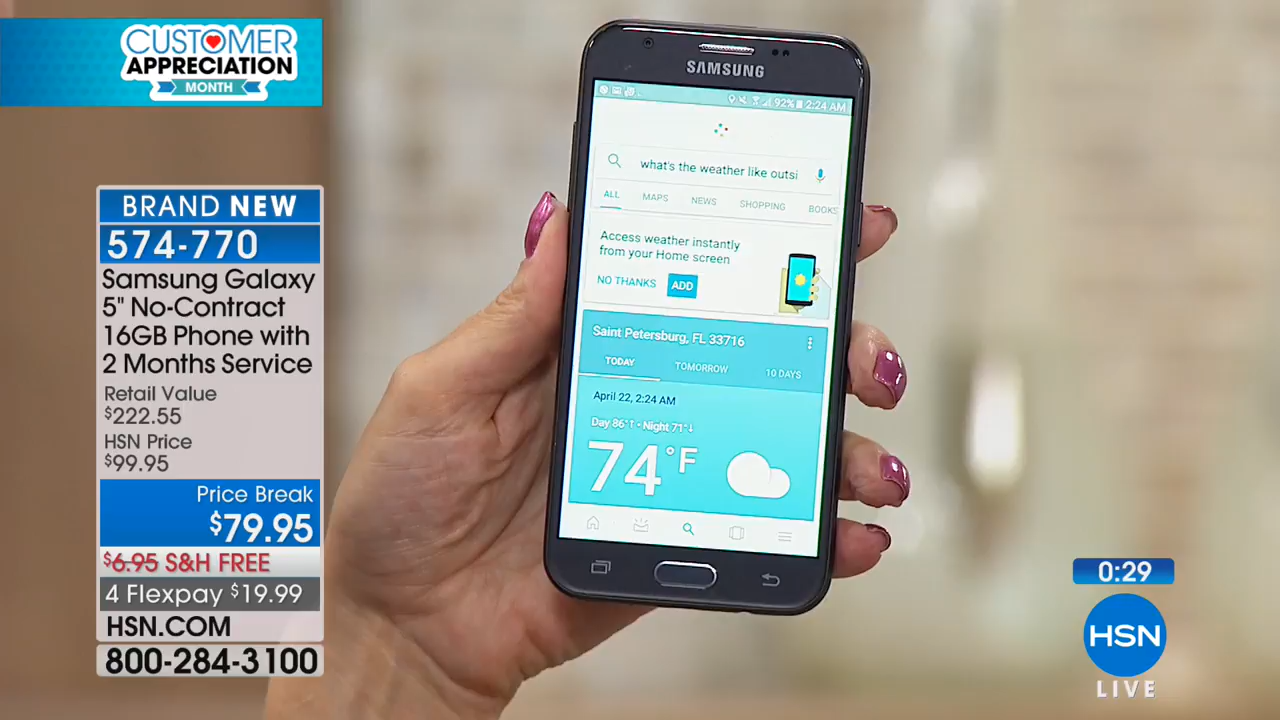 CUSTOMER
APPRECIATION
MONTH
BRAND NEW
574-770
Samsung Galaxy
5" No-Contract
16GB Phone with
2 Months Service
Retail Value
$222.55
HSN Price
$99.95
Price Break
$79.95
$6.95 S&H FREE
4 Flexpay $19.99
HSN.COM
800-284-3100
SAMSUNG
92% 2:24 AM
what's the weather like outsi
ALL MAPS NEWS SHOPPING BOOKS
Access weather instantly
from your Home screen
NO THANKS ADD
Saint Petersburg, FL 33716
TODAY TOMORROW 10 DAYS
April 22, 2:24 AM
Day 86°↑ • Night 71°↓
74°F
0:29
HSN
LIVE